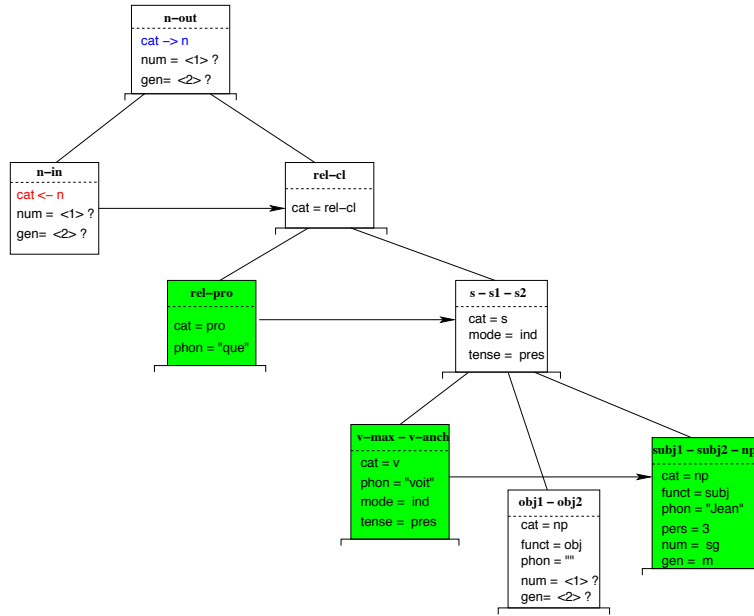 n-out
cat -> n
num = <1> ?
gen= <2> ?
n-in
cat <- n
num = <1> ?
gen= <2> ?
rel-cl
cat = rel-cl
rel-pro
cat = pro
phon = "que"
s - s1 - s2
cat = s
mode = ind
tense = pres
v-max - v-anch
cat = v
phon = "voit"
mode = ind
tense = pres
obj1 - obj2
cat = np
funct = obj
phon = ""
num = <1> ?
gen= <2> ?
subj1 - subj2 - np
cat = np
funct = subj
phon = "Jean"
pers = 3
num = sg
gen = m